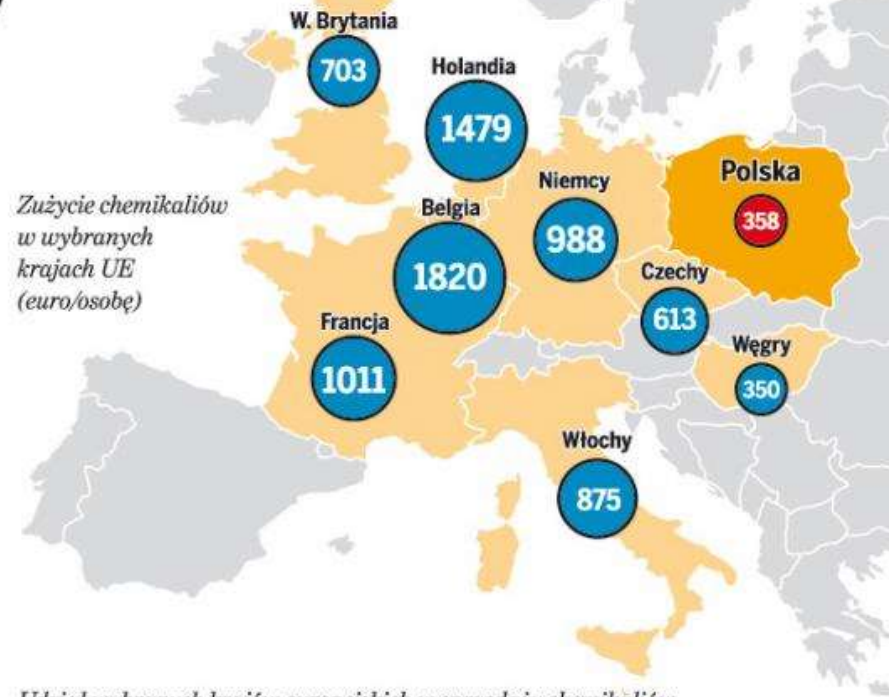 W. Brytania
703
Holandia
1479
Zużycie chemikaliów
w wybranych
krajach UE
(euro/osobę)
Niemcy
988
Polska
358
Belgia
1820
Czechy
613
Francja
1011
Węgry
350
Włochy
875